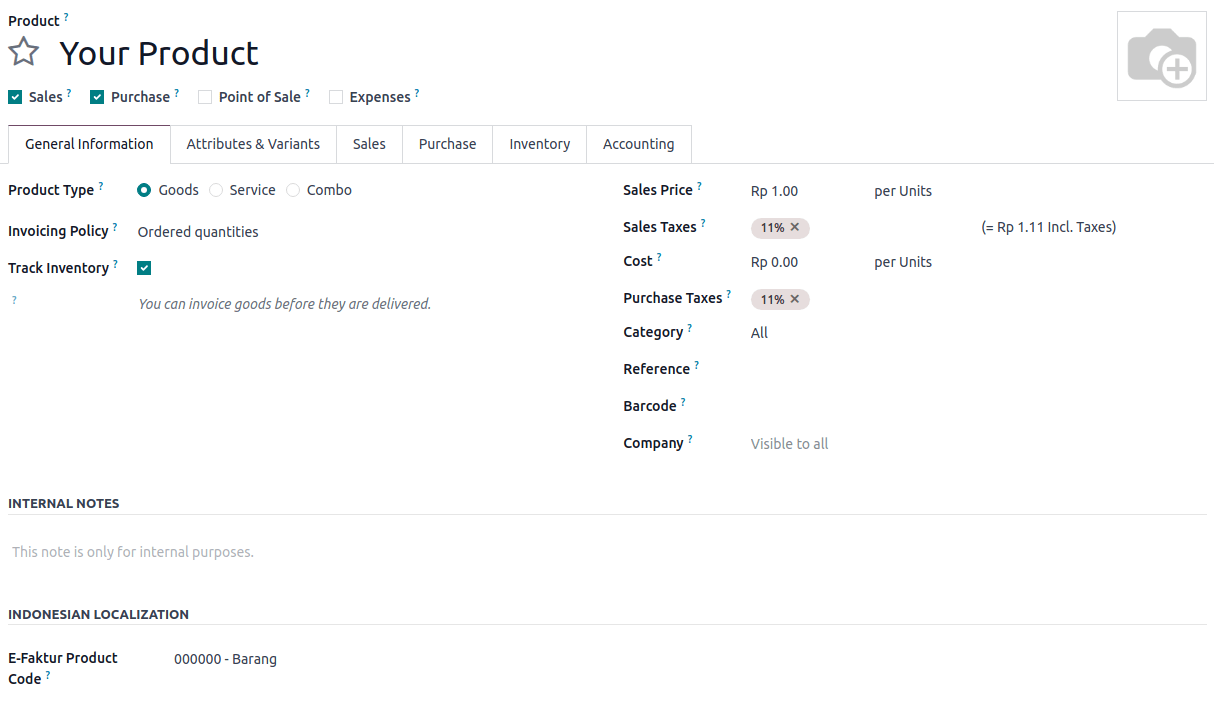 Product ?
Your Product
Sales ? Purchase ? Point of Sale ? Expenses ?
General Information Attributes & Variants Sales Purchase Inventory Accounting
Product Type ? Goods Service Combo
Invoicing Policy ? Ordered quantities
Track Inventory ?
? You can invoice goods before they are delivered.
Sales Price ? Rp 1.00 per Units
Sales Taxes ? 11% ✕ (= Rp 1.11 Incl. Taxes)
Cost ? Rp 0.00 per Units
Purchase Taxes ? 11% ✕
Category ? All
Reference ?
Barcode ?
Company ? Visible to all
INTERNAL NOTES
This note is only for internal purposes.
INDONESIAN LOCALIZATION
E-Faktur Product 000000 - Barang
Code ?